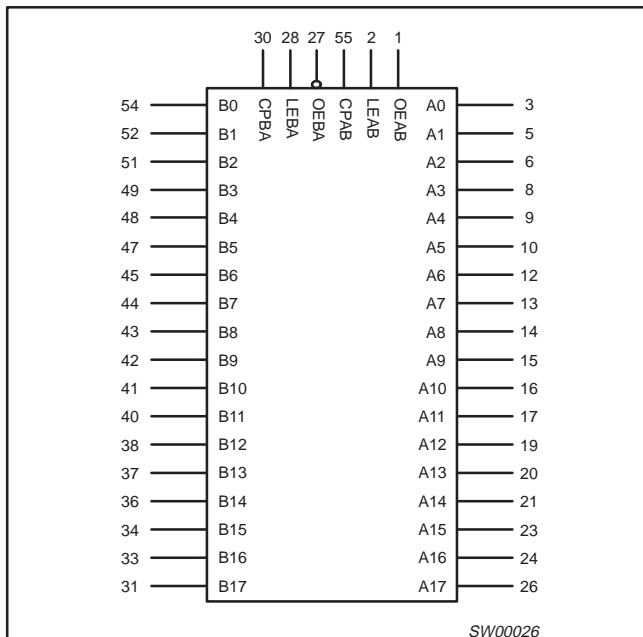 30 28 27 55 2 1
CPBA LEBA OEBA CPAB LEAB OEAB
54 B0 A0 3
52 B1 A1 5
51 B2 A2 6
49 B3 A3 8
48 B4 A4 9
47 B5 A5 10
45 B6 A6 12
44 B7 A7 13
43 B8 A8 14
42 B9 A9 15
41 B10 A10 16
40 B11 A11 17
38 B12 A12 19
37 B13 A13 20
36 B14 A14 21
34 B15 A15 23
33 B16 A16 24
31 B17 A17 26
SW00026